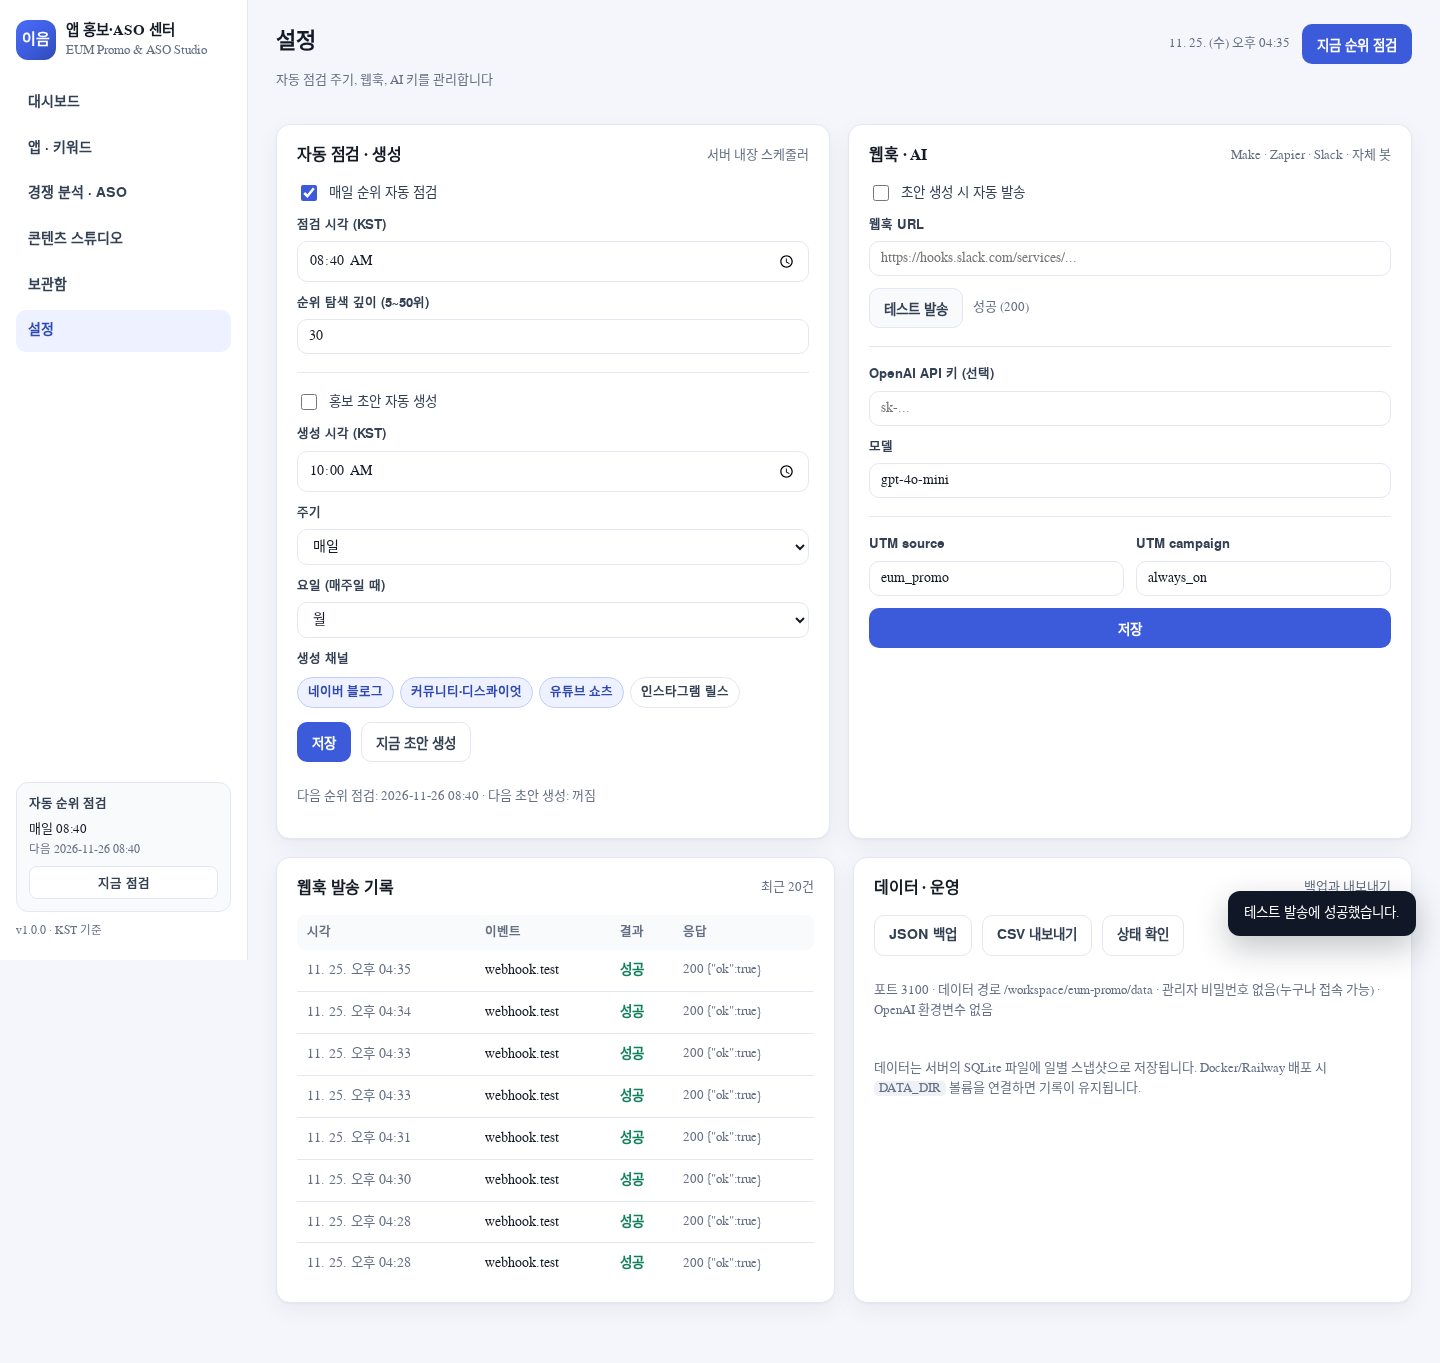 이음
앱 홍보·ASO 센터
EUM Promo & ASO Studio
대시보드
앱 · 키워드
경쟁 분석 · ASO
콘텐츠 스튜디오
보관함
설정
자동 순위 점검
매일 08:40
다음 2026-11-26 08:40
지금 점검
v1.0.0 · KST 기준
설정
자동 점검 주기, 웹훅, AI 키를 관리합니다
11. 25. (수) 오후 04:35
지금 순위 점검
자동 점검 · 생성
서버 내장 스케줄러
매일 순위 자동 점검
점검 시각 (KST)
08:40 AM
순위 탐색 깊이 (5~50위)
30
홍보 초안 자동 생성
생성 시각 (KST)
10:00 AM
주기
매일
요일 (매주일 때)
월
생성 채널
네이버 블로그
커뮤니티·디스콰이엇
유튜브 쇼츠
인스타그램 릴스
저장
지금 초안 생성
다음 순위 점검: 2026-11-26 08:40 · 다음 초안 생성: 꺼짐
웹훅 · AI
Make · Zapier · Slack · 자체 봇
초안 생성 시 자동 발송
웹훅 URL
https://hooks.slack.com/services/...
테스트 발송
성공 (200)
OpenAI API 키 (선택)
sk-...
모델
gpt-4o-mini
UTM source
UTM campaign
eum_promo
always_on
저장
웹훅 발송 기록
최근 20건
시각 이벤트 결과 응답
11. 25. 오후 04:35 webhook.test 성공 200 {"ok":true}
11. 25. 오후 04:34 webhook.test 성공 200 {"ok":true}
11. 25. 오후 04:33 webhook.test 성공 200 {"ok":true}
11. 25. 오후 04:33 webhook.test 성공 200 {"ok":true}
11. 25. 오후 04:31 webhook.test 성공 200 {"ok":true}
11. 25. 오후 04:30 webhook.test 성공 200 {"ok":true}
11. 25. 오후 04:28 webhook.test 성공 200 {"ok":true}
11. 25. 오후 04:28 webhook.test 성공 200 {"ok":true}
데이터 · 운영
백업과 내보내기
테스트 발송에 성공했습니다.
JSON 백업
CSV 내보내기
상태 확인
포트 3100 · 데이터 경로 /workspace/eum-promo/data · 관리자 비밀번호 없음(누구나 접속 가능) ·
OpenAI 환경변수 없음
데이터는 서버의 SQLite 파일에 일별 스냅샷으로 저장됩니다. Docker/Railway 배포 시
DATA_DIR 볼륨을 연결하면 기록이 유지됩니다.